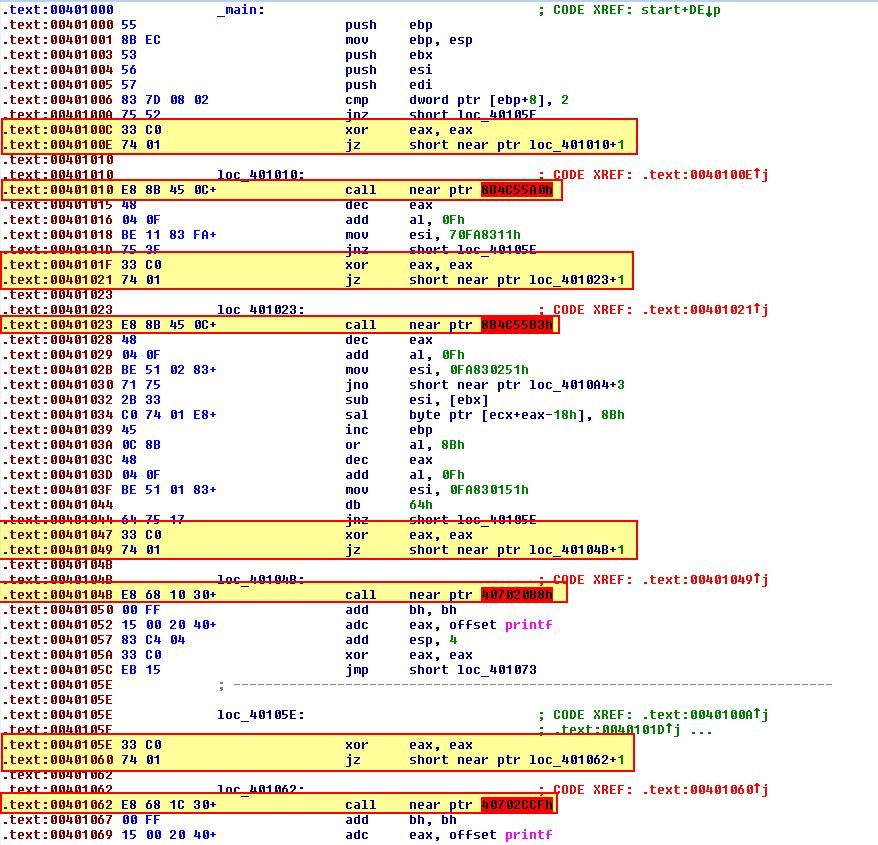 .text:00401000 _main: ; CODE XREF: start+DE↓p
.text:00401000 55 push ebp
.text:00401001 8B EC mov ebp, esp
.text:00401003 53 push ebx
.text:00401004 56 push esi
.text:00401005 57 push edi
.text:00401006 83 7D 08 02 cmp dword ptr [ebp+8], 2
.text:0040100A 75 52 jnz short loc_40105E
.text:0040100C 33 C0 xor eax, eax
.text:0040100E 74 01 jz short near ptr loc_401010+1
.text:00401010
.text:00401010 loc_401010: ; CODE XREF: .text:0040100E↑j
.text:00401010 E8 8B 45 0C+ call near ptr 8B4C55A0h
.text:00401015 48 dec eax
.text:00401016 04 0F add al, 0Fh
.text:00401018 BE 11 83 FA+ mov esi, 70FA8311h
.text:0040101D 75 3F jnz short loc_40105E
.text:0040101F 33 C0 xor eax, eax
.text:00401021 74 01 jz short near ptr loc_401023+1
.text:00401023
.text:00401023 loc_401023: ; CODE XREF: .text:00401021↑j
.text:00401023 E8 8B 45 0C+ call near ptr 8B4C55B3h
.text:00401028 48 dec eax
.text:00401029 04 0F add al, 0Fh
.text:0040102B BE 51 02 83+ mov esi, 0FA830251h
.text:00401030 71 75 jno short near ptr loc_4010A4+3
.text:00401032 2B 33 sub esi, [ebx]
.text:00401034 C0 74 01 E8+ sal byte ptr [ecx+eax-18h], 8Bh
.text:00401039 45 inc ebp
.text:0040103A 0C 8B or al, 8Bh
.text:0040103C 48 dec eax
.text:0040103D 04 0F add al, 0Fh
.text:0040103F BE 51 01 83+ mov esi, 0FA830151h
.text:00401044 db 64h
.text:00401044 64 75 17 jnz short loc_40105E
.text:00401047 33 C0 xor eax, eax
.text:00401049 74 01 jz short near ptr loc_40104B+1
.text:0040104B
.text:0040104B loc_40104B: ; CODE XREF: .text:00401049↑j
.text:0040104B E8 68 10 30+ call near ptr 407020B8h
.text:00401050 00 FF add bh, bh
.text:00401052 15 00 20 40+ adc eax, offset printf
.text:00401057 83 C4 04 add esp, 4
.text:0040105A 33 C0 xor eax, eax
.text:0040105C EB 15 jmp short loc_401073
.text:0040105E ; ---------------------------------------------------------------------------
.text:0040105E
.text:0040105E loc_40105E: ; CODE XREF: .text:0040100A↑j
.text:0040105E ; .text:0040101D↑j ...
.text:0040105E 33 C0 xor eax, eax
.text:00401060 74 01 jz short near ptr loc_401062+1
.text:00401062
.text:00401062 loc_401062: ; CODE XREF: .text:00401060↑j
.text:00401062 E8 68 1C 30+ call near ptr 40702CCFh
.text:00401067 00 FF add bh, bh
.text:00401069 15 00 20 40+ adc eax, offset printf